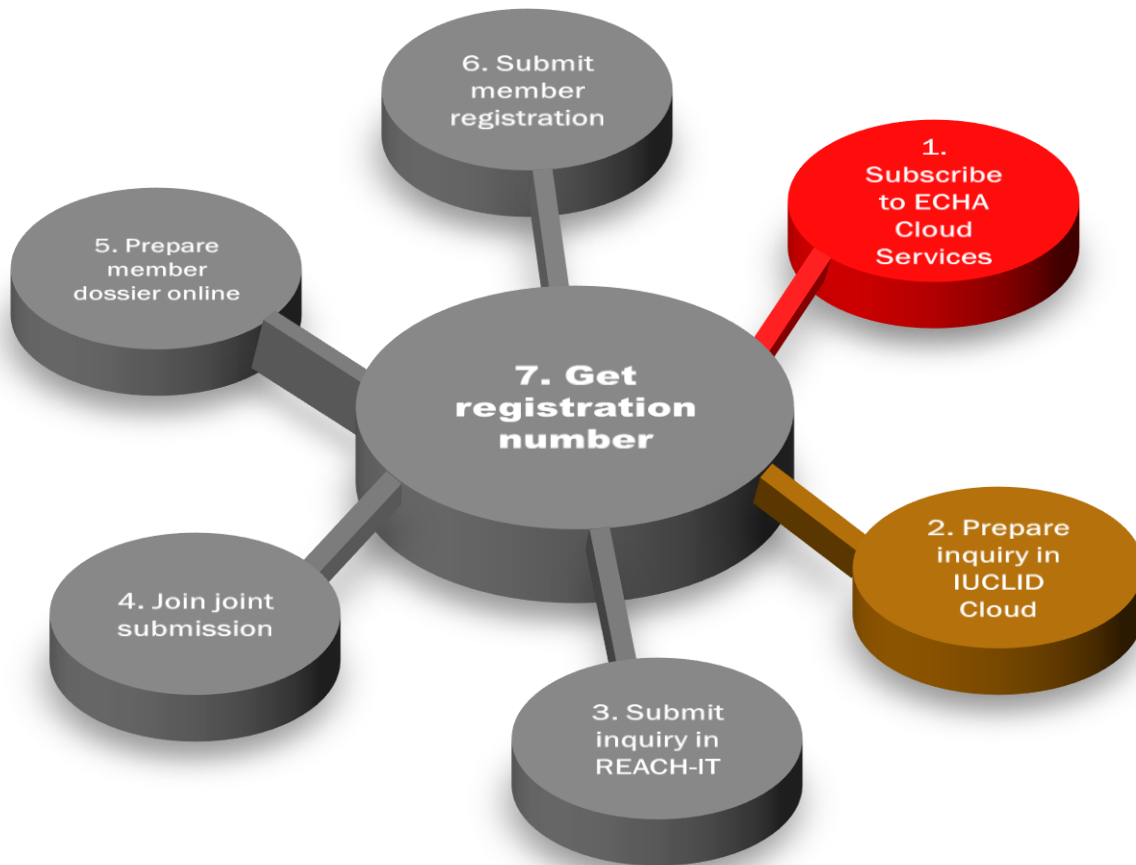 6. Submit
member
registration
1.
Subscribe
to ECHA
Cloud
Services
5. Prepare
member
dossier online
7. Get
registration
number
2. Prepare
inquiry in
IUCLID
Cloud
4. Join joint
submission
3. Submit
inquiry in
REACH-IT